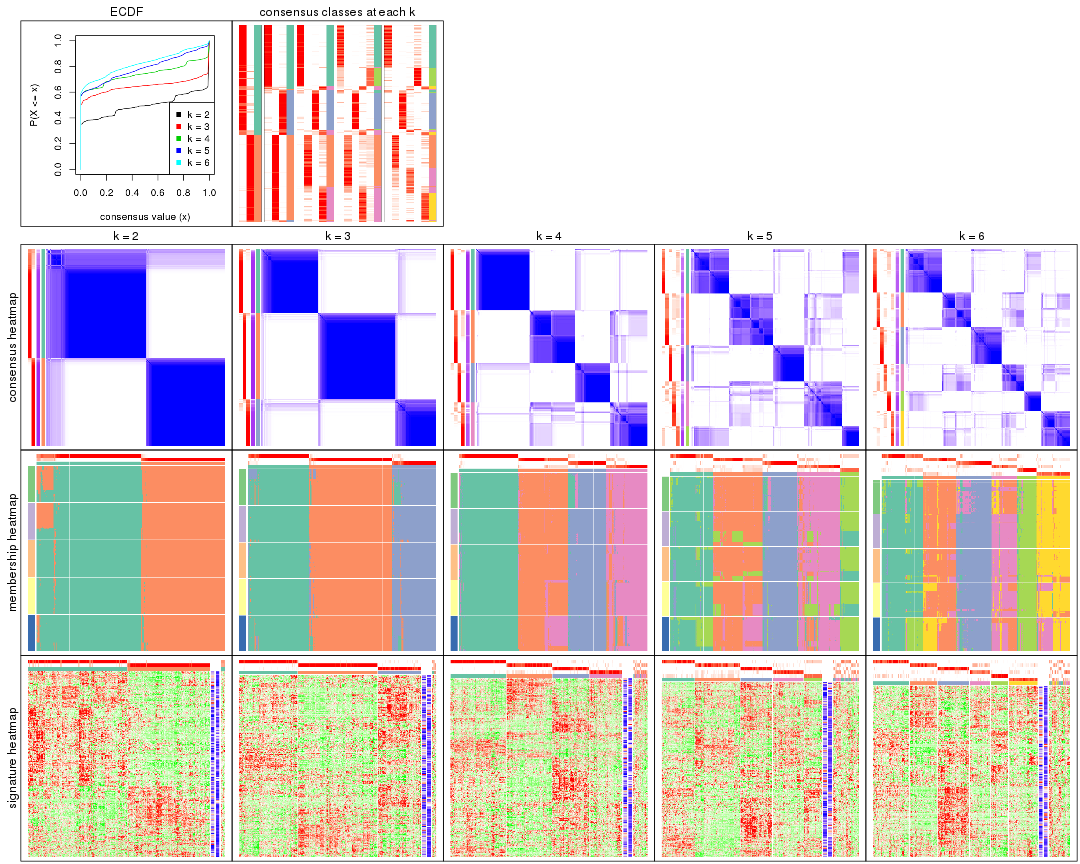 ECDF
consensus classes at each k
P(X <= x)
0.0 0.2 0.4 0.6 0.8 1.0
k = 2
k = 3
k = 4
k = 5
k = 6
0.0 0.2 0.4 0.6 0.8 1.0
consensus value (x)
k = 2 k = 3 k = 4 k = 5 k = 6
consensus heatmap
membership heatmap
signature heatmap